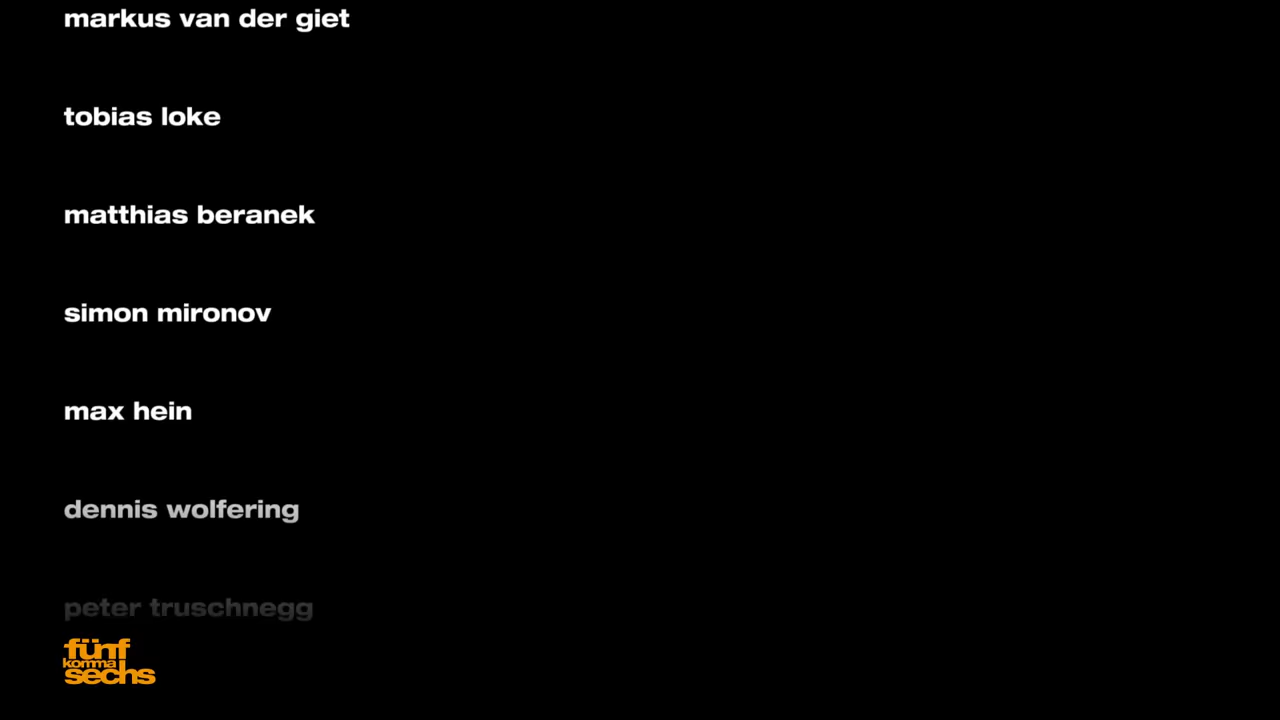 markus van der giet
tobias loke
matthias beranek
simon mironov
max hein
dennis wolfering
peter truschnegg
fünf
komma
sechs